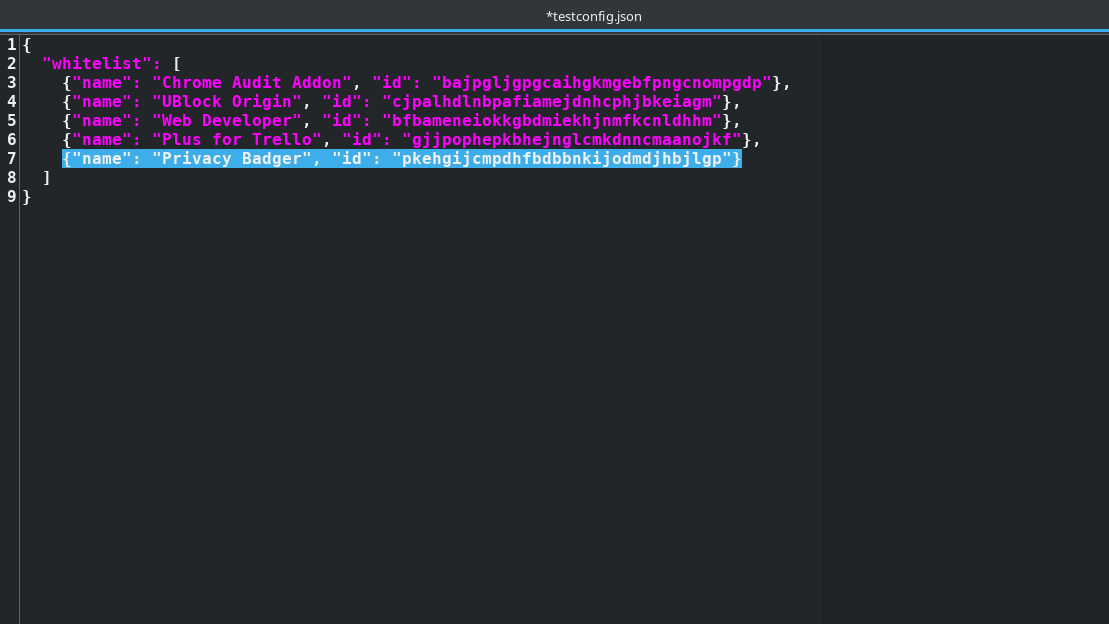 *testconfig.json
1 {
2   "whitelist": [
3     {"name": "Chrome Audit Addon", "id": "bajpgljgpgcaihgkmgebfpngcnompgdp"},
4     {"name": "UBlock Origin", "id": "cjpalhdlnbpafiamejdnhcphjbkeiagm"},
5     {"name": "Web Developer", "id": "bfbameneiokkgbdmiekhjnmfkcnldhhm"},
6     {"name": "Plus for Trello", "id": "gjjpophepkbhejnglcmkdnncmaanojkf"},
7     {"name": "Privacy Badger", "id": "pkehgijcmpdhfbdbbnkijodmdjhbjlgp"}
8   ]
9 }